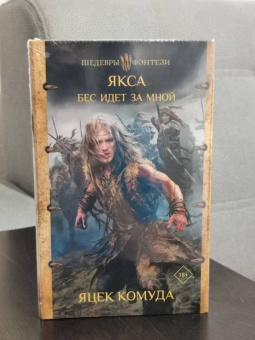 ШЕДЕВРЫ ФЭНТЕЗИ
ЯКСА
БЕС ИДЕТ ЗА МНОЙ
ЯЦЕК КОМУДА
18+